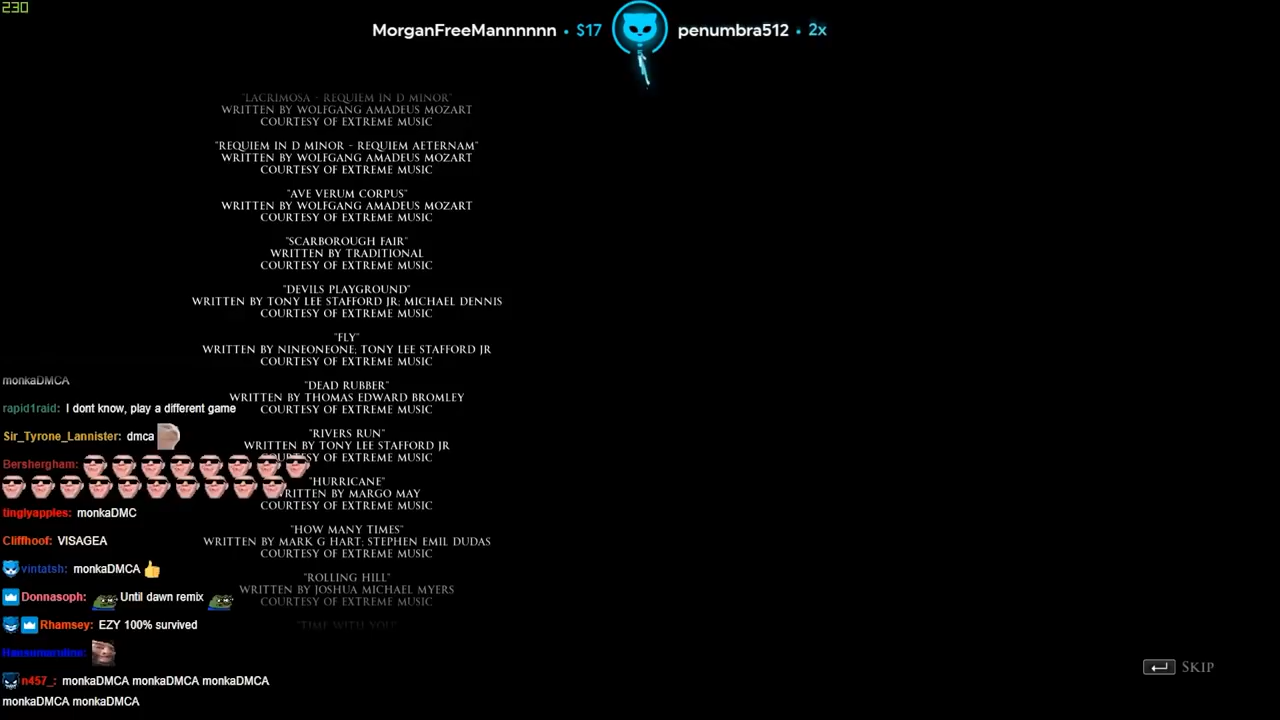 230
MorganFreeMannnnnn • $17
penumbra512 • 2x
"LACRIMOSA - REQUIEM IN D MINOR"
WRITTEN BY WOLFGANG AMADEUS MOZART
COURTESY OF EXTREME MUSIC
"REQUIEM IN D MINOR - REQUIEM AETERNAM"
WRITTEN BY WOLFGANG AMADEUS MOZART
COURTESY OF EXTREME MUSIC
"AVE VERUM CORPUS"
WRITTEN BY WOLFGANG AMADEUS MOZART
COURTESY OF EXTREME MUSIC
"SCARBOROUGH FAIR"
WRITTEN BY TRADITIONAL
COURTESY OF EXTREME MUSIC
"DEVILS PLAYGROUND"
WRITTEN BY TONY LEE STAFFORD JR; MICHAEL DENNIS
COURTESY OF EXTREME MUSIC
"FLY"
WRITTEN BY NINEONEONE; TONY LEE STAFFORD JR
COURTESY OF EXTREME MUSIC
"DEAD RUBBER"
WRITTEN BY THOMAS EDWARD BROMLEY
COURTESY OF EXTREME MUSIC
"RIVERS RUN"
WRITTEN BY TONY LEE STAFFORD JR
COURTESY OF EXTREME MUSIC
"HURRICANE"
WRITTEN BY MARGO MAY
COURTESY OF EXTREME MUSIC
"HOW MANY TIMES"
WRITTEN BY MARK G HART; STEPHEN EMIL DUDAS
COURTESY OF EXTREME MUSIC
"ROLLING HILL"
WRITTEN BY JOSHUA MICHAEL MYERS
COURTESY OF EXTREME MUSIC
"TIME WITH YOU"
monkaDMCA
rapid1raid: I dont know, play a different game
Sir_Tyrone_Lannister: dmca
Bershergham:
tinglyapples: monkaDMC
Cliffhoof: VISAGEA
vintatsh: monkaDMCA
Donnasoph: Until dawn remix
Rhamsey: EZY 100% survived
n457_: monkaDMCA monkaDMCA monkaDMCA
monkaDMCA monkaDMCA
SKIP